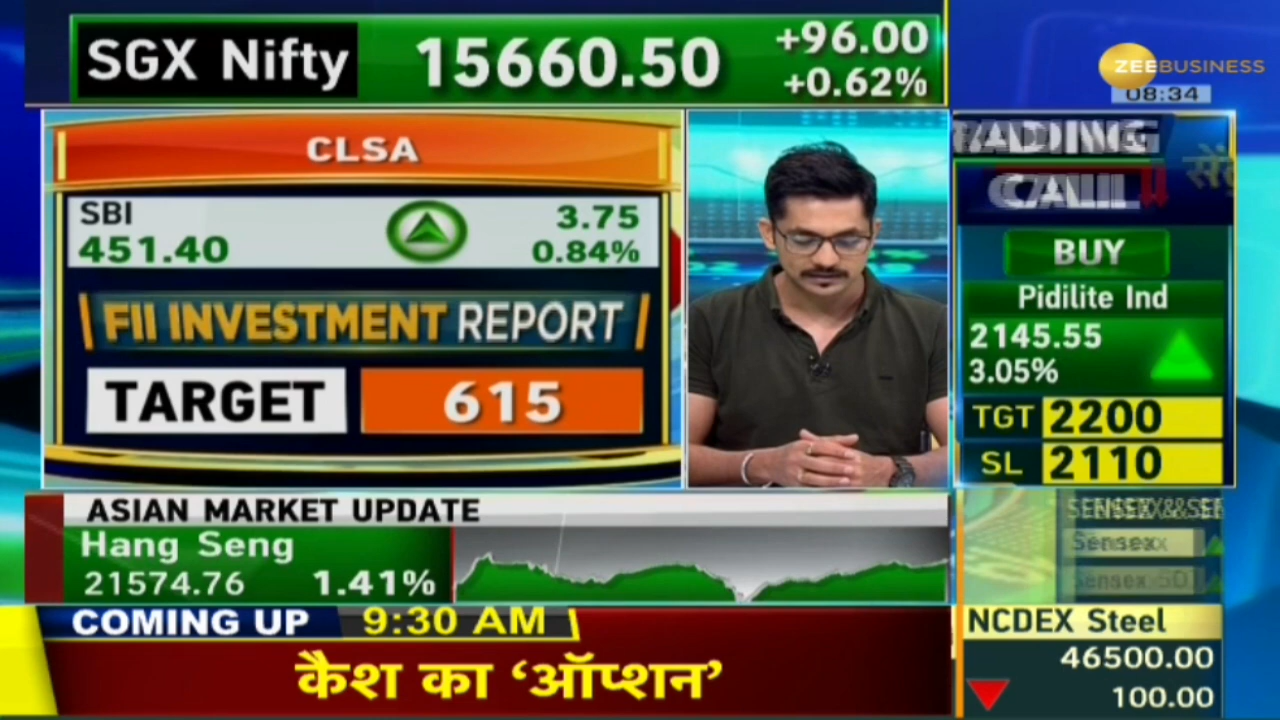 SGX Nifty 15660.50 +96.00
+0.62%
ZEEBUSINESS
08:34
CLSA
SBI 3.75
451.40 0.84%
FII INVESTMENT REPORT
TARGET 615
CALL
BUY
Pidilite Ind
2145.55
3.05%
TGT 2200
SL 2110
ASIAN MARKET UPDATE
Hang Seng
21574.76 1.41%
Sensex
NCDEX Steel
46500.00
100.00
COMING UP 9:30 AM
कैश का ‘ऑप्शन’